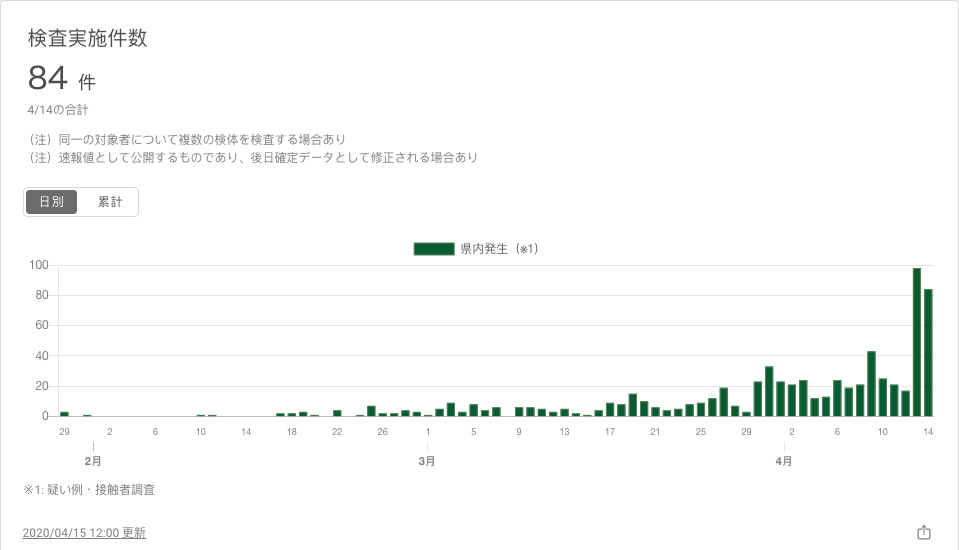 検査実施件数
84 件
4/14の合計
（注）同一の対象者について複数の検体を検査する場合あり
（注）速報値として公開するものであり、後日確定データとして修正される場合あり
日別 累計
県内発生（※1）
100
80
60
40
20
0
29 2 6 10 14 18 22 26 1 5 9 13 17 21 25 29 2 6 10 14
2月 3月 4月
※1: 疑い例・接触者調査
2020/04/15 12:00 更新